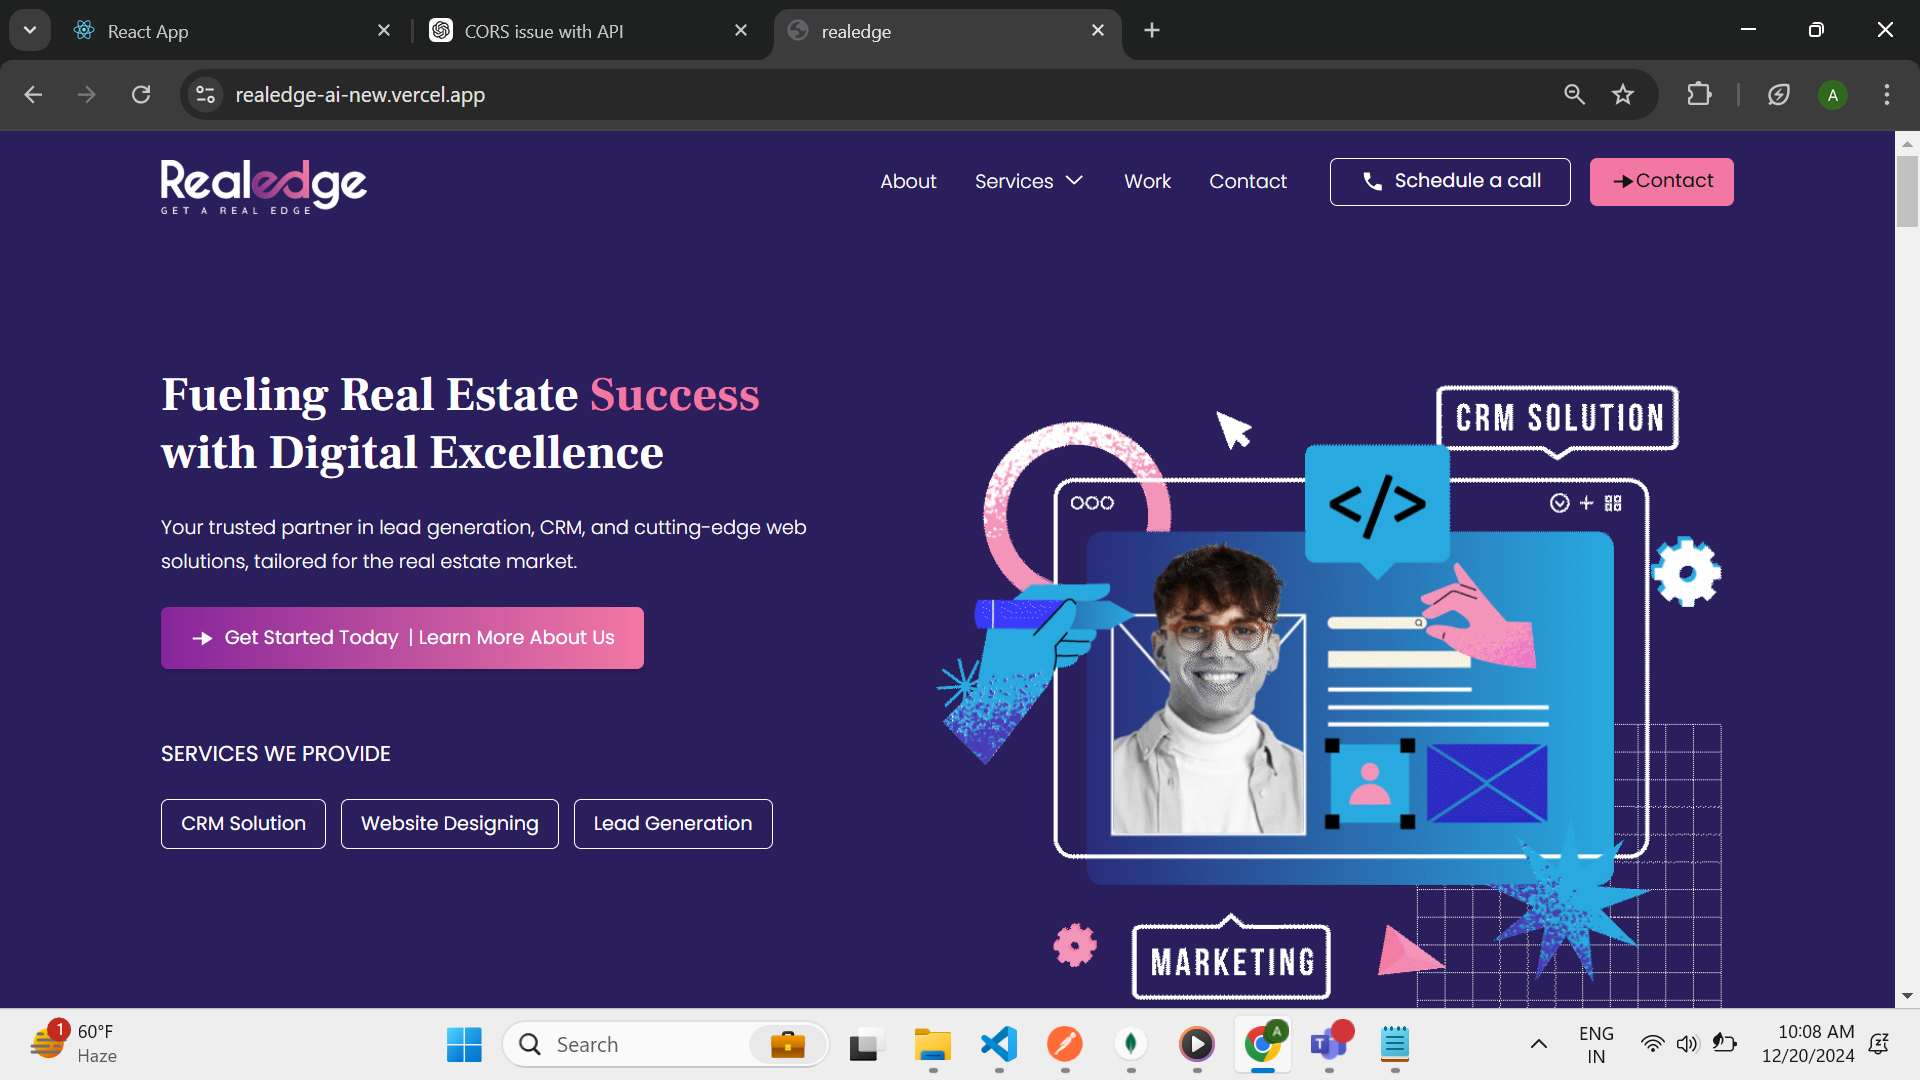 React App
CORS issue with API
realedge
realedge-ai-new.vercel.app
A
Realedge
GET A REAL EDGE
About
Services
Work
Contact
Schedule a call
Contact
Fueling Real Estate Success
with Digital Excellence
Your trusted partner in lead generation, CRM, and cutting-edge web
solutions, tailored for the real estate market.
Get Started Today | Learn More About Us
SERVICES WE PROVIDE
CRM Solution
Website Designing
Lead Generation
CRM SOLUTION
</>
MARKETING
1
60°F
Haze
Search
A
T
ENG
IN
10:08 AM
12/20/2024